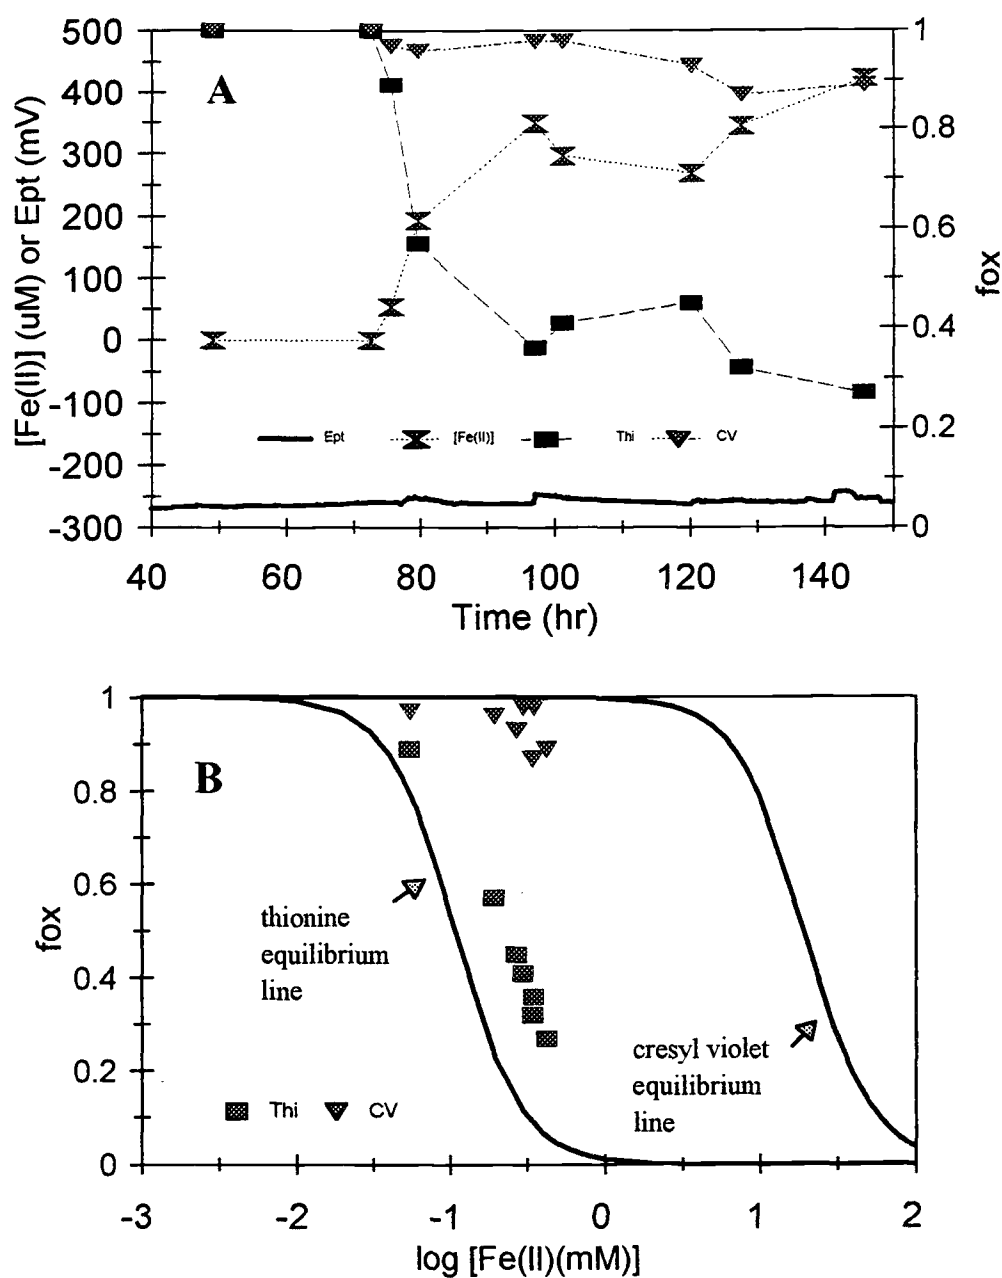 500
400
300
200
100
0
-100
-200
-300
[Fe(II)] (uM) or Ept (mV)
A
1
0.8
0.6
0.4
0.2
0
fox
Ept [Fe(II)] Thi CV
40 60 80 100 120 140
Time (hr)
1
0.8
0.6
0.4
0.2
0
fox
B
thionine
equilibrium
line
cresyl violet
equilibrium
line
Thi CV
-3 -2 -1 0 1 2
log [Fe(II)(mM)]